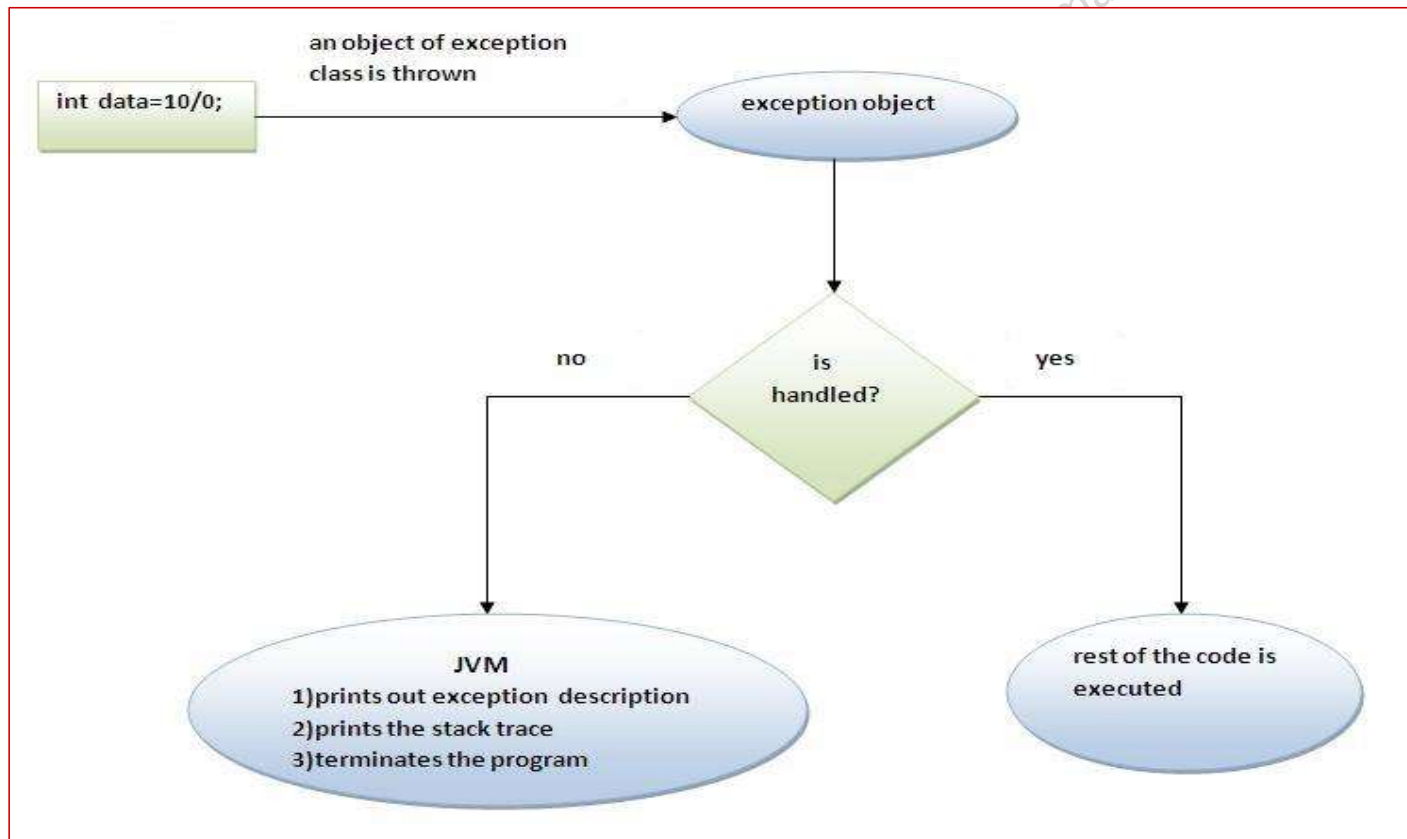 an object of exception
class is thrown
int data=10/0;
exception object
no
is
handled?
yes
JVM
1)prints out exception description
2)prints the stack trace
3)terminates the program
rest of the code is
executed